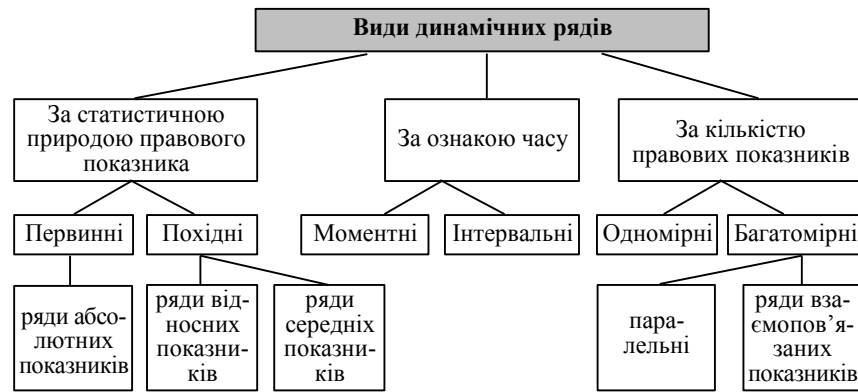 Види динамічних рядів
За статистичною
природою правового
показника
За ознакою часу
За кількістю
правових показників
Первинні
Похідні
Моментні
Інтервальні
Одномірні
Багатомірні
ряди абсо-
лютних
показників
ряди від-
носних
показни-
ків
ряди
середніх
показни-
ків
пара-
лельні
ряди вза-
ємопов’я-
заних
показників